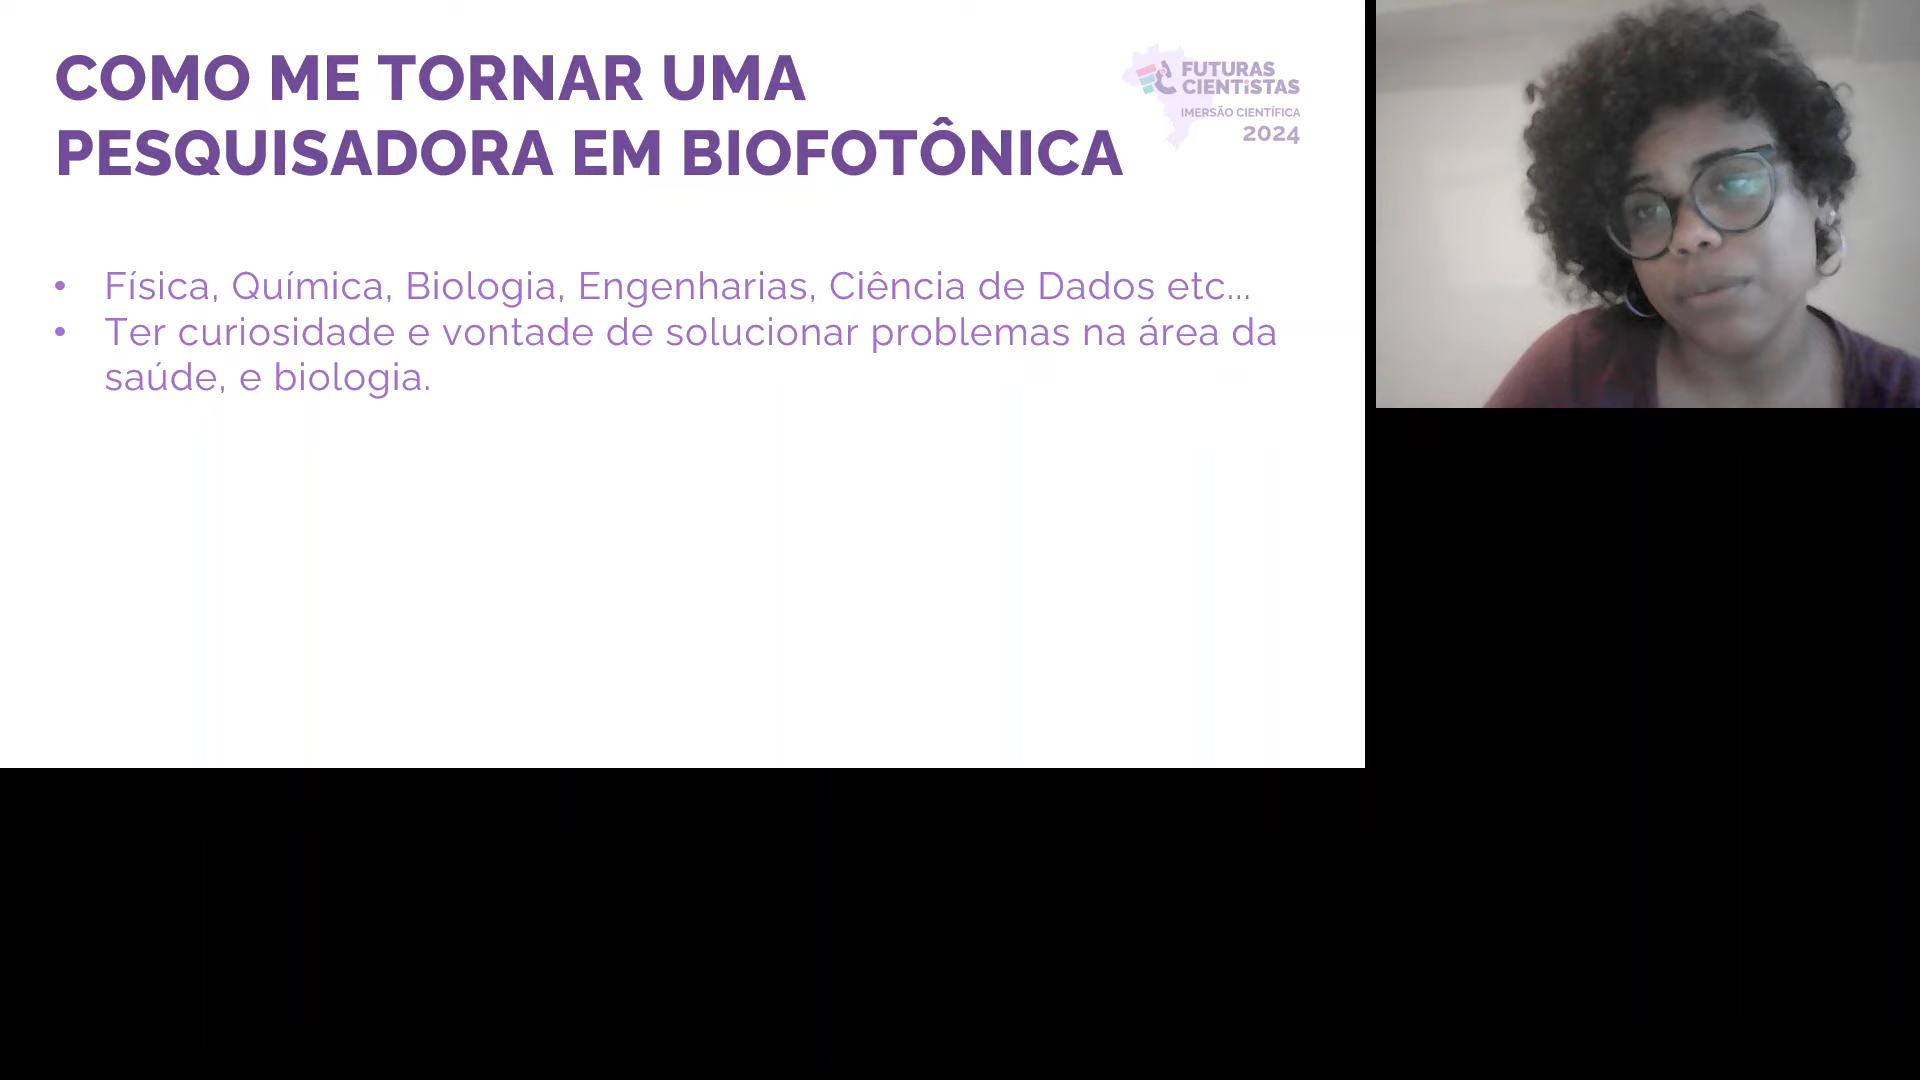 COMO ME TORNAR UMA
PESQUISADORA EM BIOFOTÔNICA
FUTURAS
CIENTISTAS
IMERSÃO CIENTÍFICA
2024
• Física, Química, Biologia, Engenharias, Ciência de Dados etc...
• Ter curiosidade e vontade de solucionar problemas na área da
saúde, e biologia.